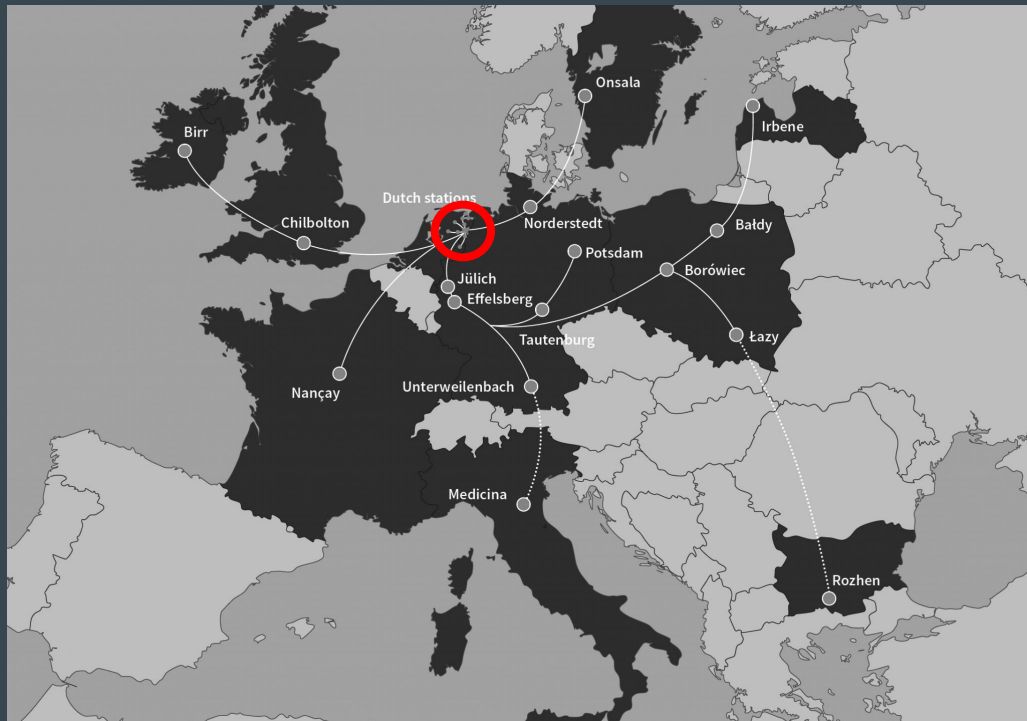 Onsala
Irbene
Birr
Dutch stations
Chilbolton
Norderstedt
Bałdy
Potsdam
Borówiec
Jülich
Effelsberg
Tautenburg
Łazy
Nançay
Unterweilenbach
Medicina
Rozhen